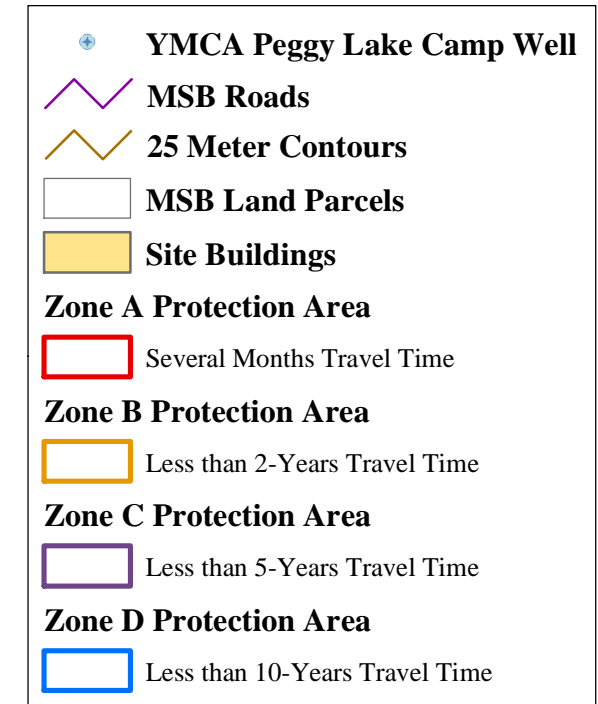 YMCA Peggy Lake Camp Well
MSB Roads
25 Meter Contours
MSB Land Parcels
Site Buildings
Zone A Protection Area
Several Months Travel Time
Zone B Protection Area
Less than 2-Years Travel Time
Zone C Protection Area
Less than 5-Years Travel Time
Zone D Protection Area
Less than 10-Years Travel Time